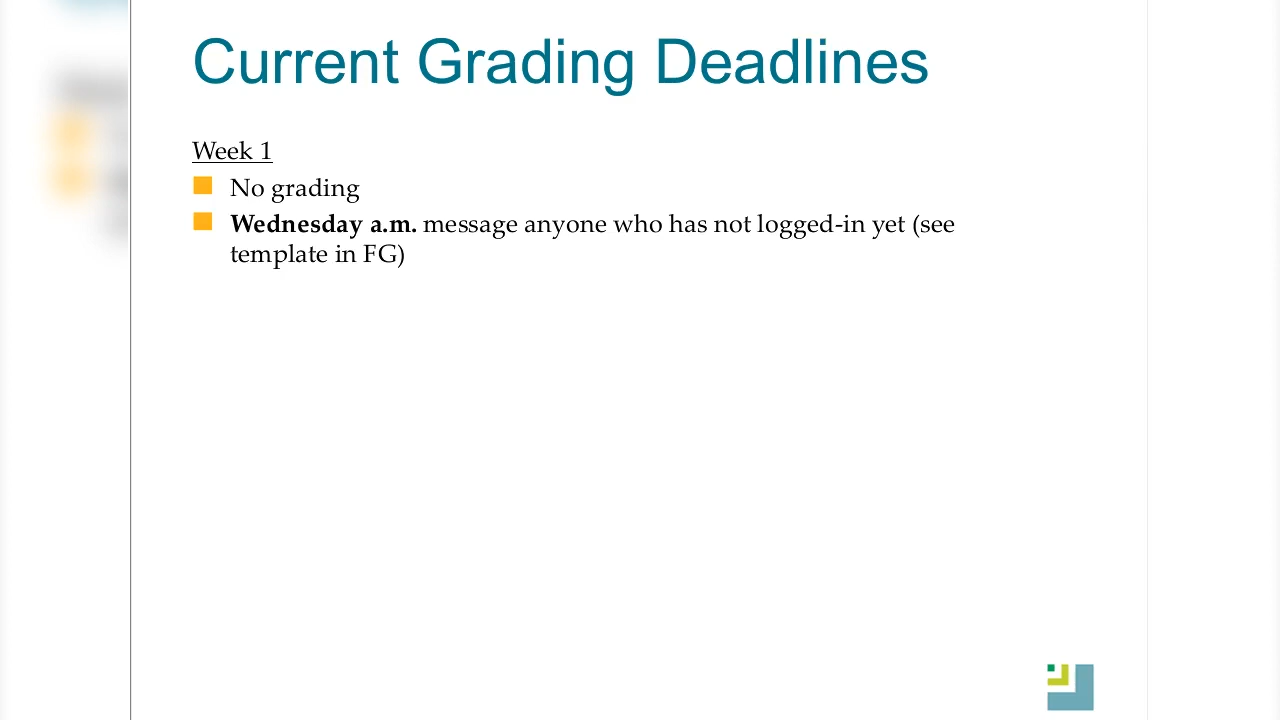 Current Grading Deadlines
Week 1
No grading
Wednesday a.m. message anyone who has not logged-in yet (see
template in FG)